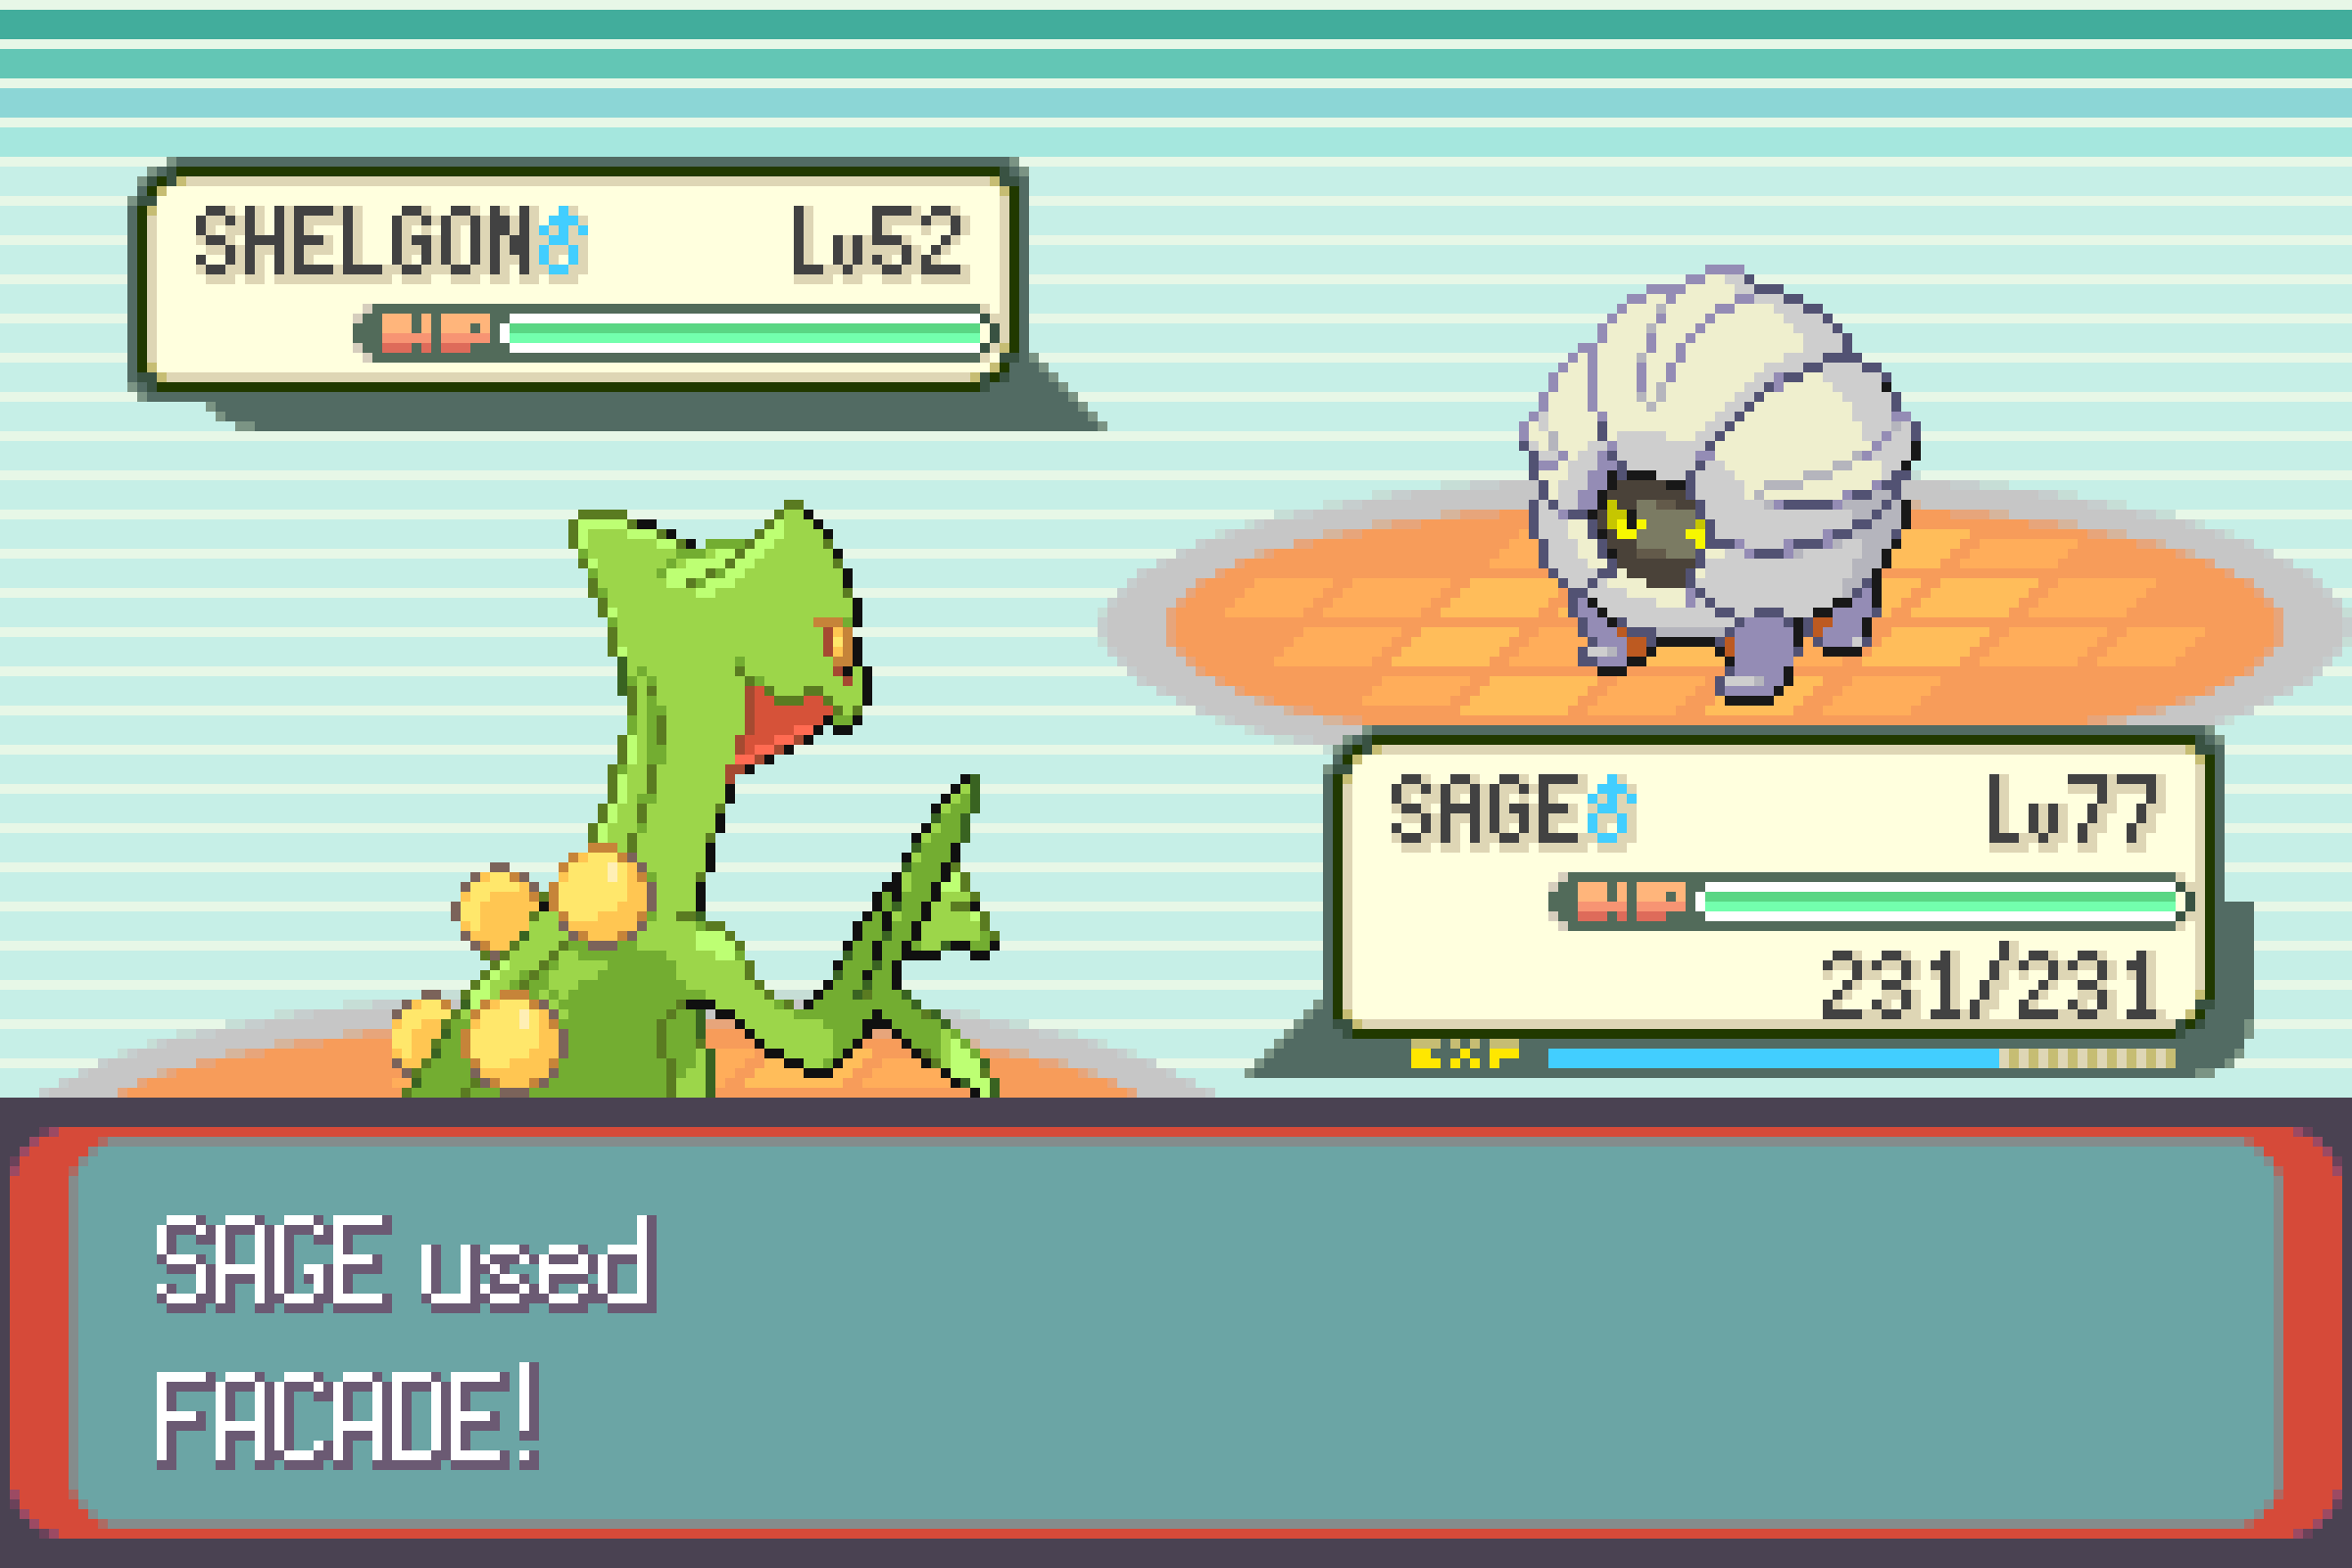 SHELGON♂ Lv52
HP
SAGE♂ Lv77
HP
231/231
EXP
SAGE used
FACADE!